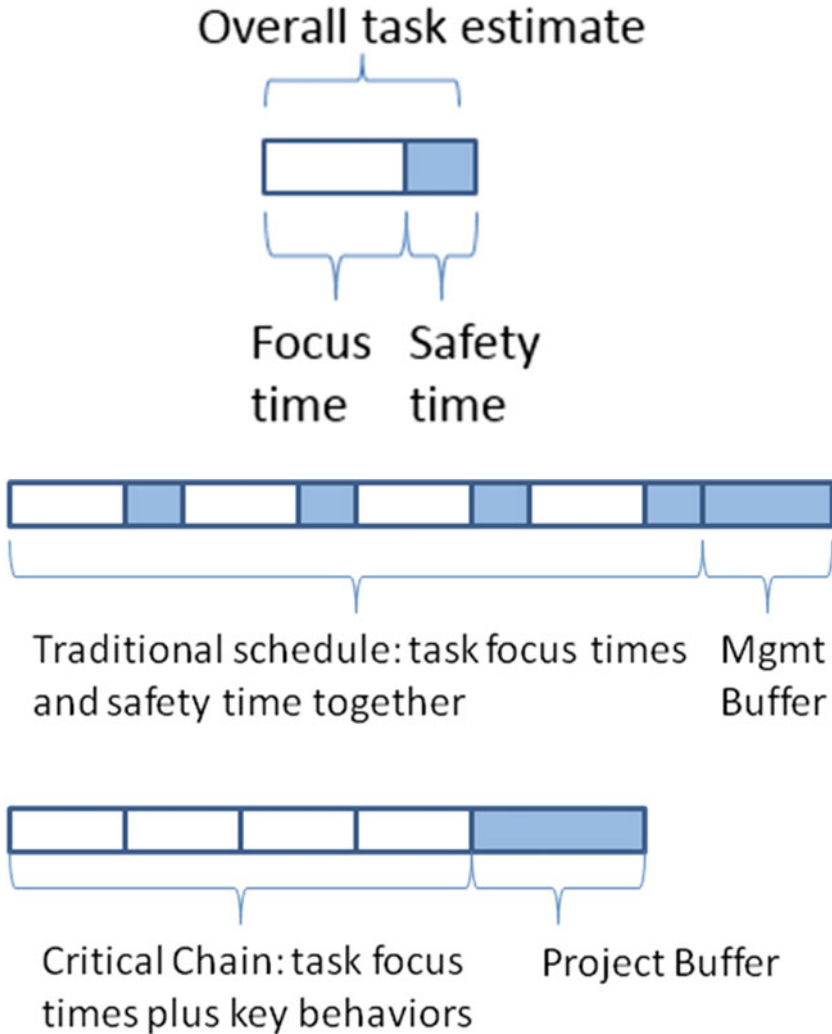 Overall task estimate
Focus Safety
time time
Traditional schedule: task focus times Mgmt
and safety time together Buffer
Critical Chain: task focus Project Buffer
times plus key behaviors